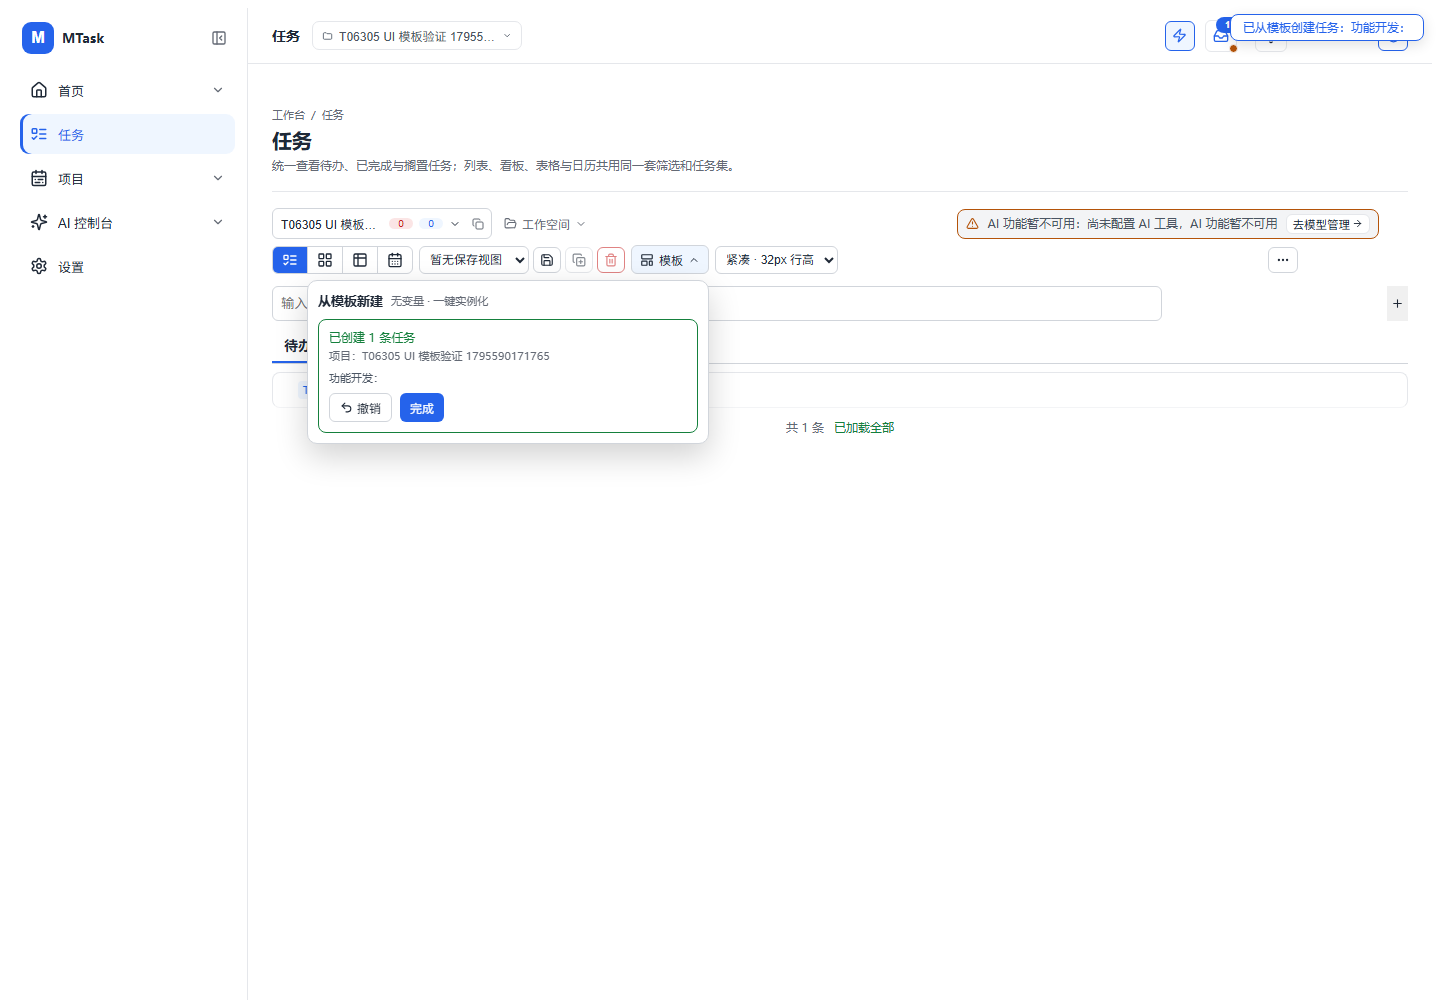 M MTask
首页
任务
项目
AI 控制台
设置
任务
T06305 UI 模板验证 17955...
1
已从模板创建任务：功能开发：
工作台 / 任务
任务
统一查看待办、已完成与搁置任务；列表、看板、表格与日历共用同一套筛选和任务集。
T06305 UI 模板... 0 0
工作空间
AI 功能暂不可用：尚未配置 AI 工具，AI 功能暂不可用 去模型管理
暂无保存视图
模板
紧凑 · 32px 行高
输入
从模板新建 无变量 · 一键实例化
已创建 1 条任务
项目：T06305 UI 模板验证 1795590171765
功能开发：
撤销
完成
待办
T
共 1 条 已加载全部